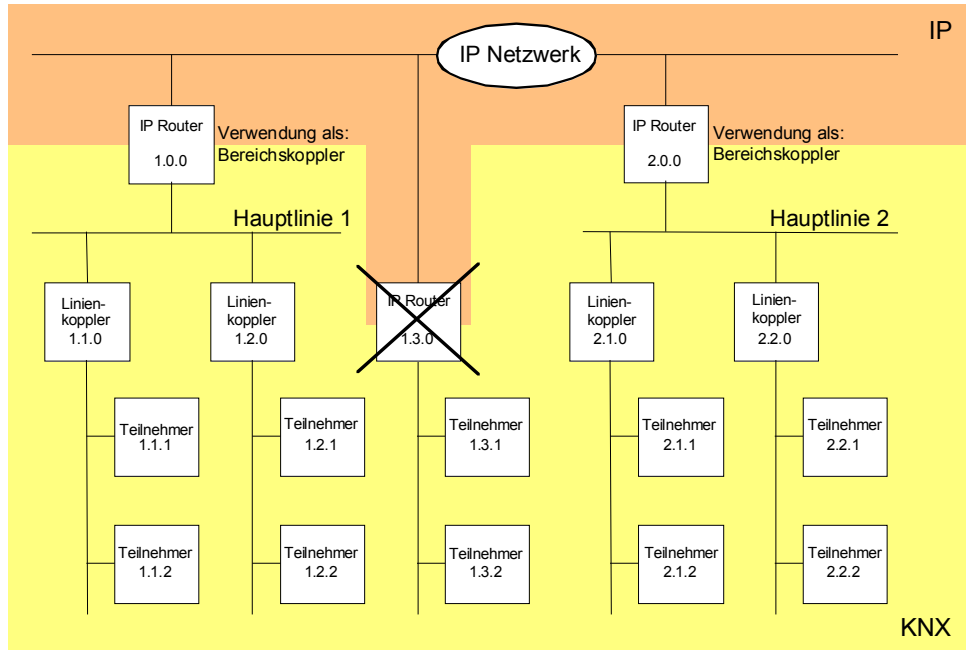 IP
IP Netzwerk
IP Router
1.0.0
Verwendung als:
Bereichskoppler
IP Router
2.0.0
Verwendung als:
Bereichskoppler
Hauptlinie 1
Hauptlinie 2
Linien-
koppler
1.1.0
Linien-
koppler
1.2.0
IP Router
1.3.0
Linien-
koppler
2.1.0
Linien-
koppler
2.2.0
Teilnehmer
1.1.1
Teilnehmer
1.2.1
Teilnehmer
1.3.1
Teilnehmer
2.1.1
Teilnehmer
2.2.1
Teilnehmer
1.1.2
Teilnehmer
1.2.2
Teilnehmer
1.3.2
Teilnehmer
2.1.2
Teilnehmer
2.2.2
KNX